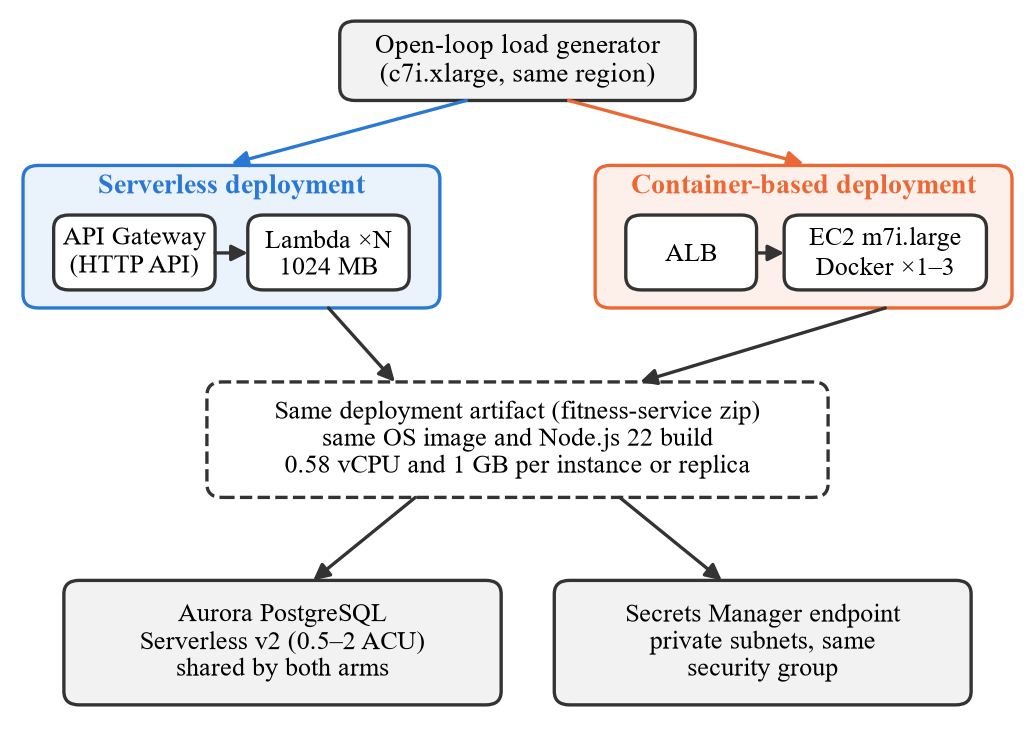 Open-loop load generator
(c7i.xlarge, same region)
Serverless deployment
API Gateway
(HTTP API)
Lambda ×N
1024 MB
Container-based deployment
ALB
EC2 m7i.large
Docker ×1–3
Same deployment artifact (fitness-service zip)
same OS image and Node.js 22 build
0.58 vCPU and 1 GB per instance or replica
Aurora PostgreSQL
Serverless v2 (0.5–2 ACU)
shared by both arms
Secrets Manager endpoint
private subnets, same
security group